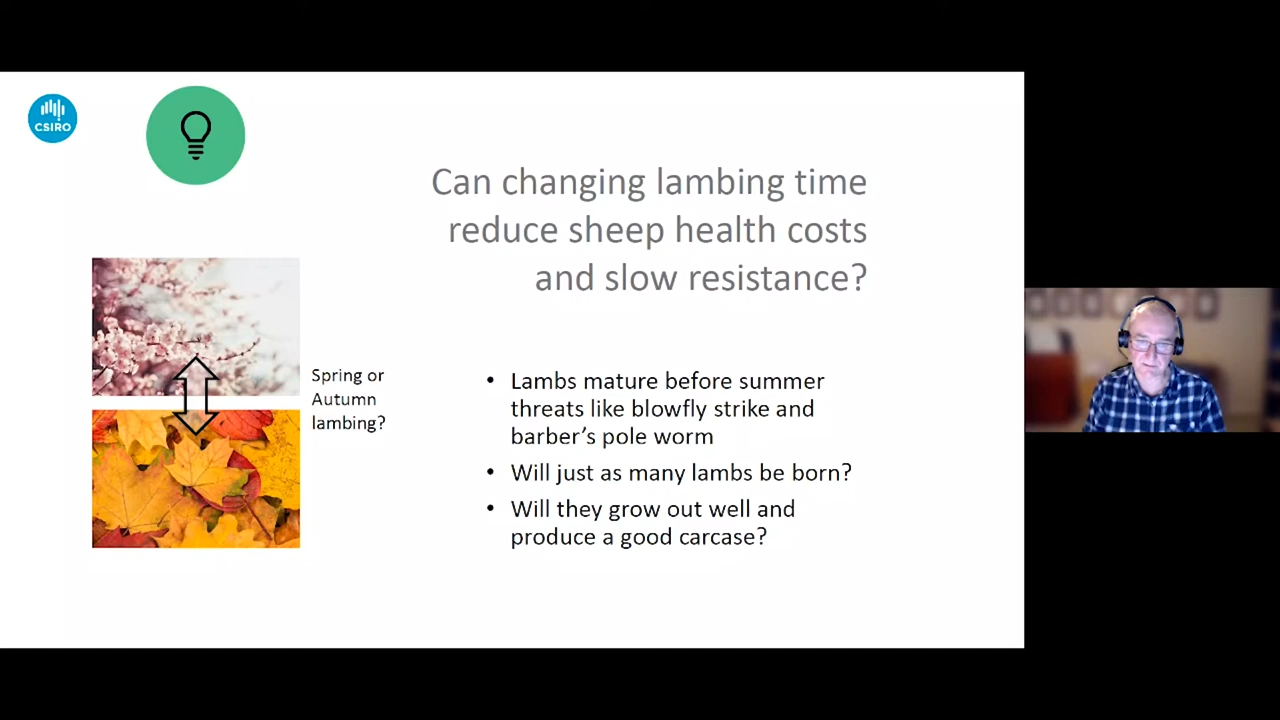 CSIRO
Can changing lambing time
reduce sheep health costs
and slow resistance?
Spring or
Autumn
lambing?
• Lambs mature before summer
threats like blowfly strike and
barber's pole worm
• Will just as many lambs be born?
• Will they grow out well and
produce a good carcase?